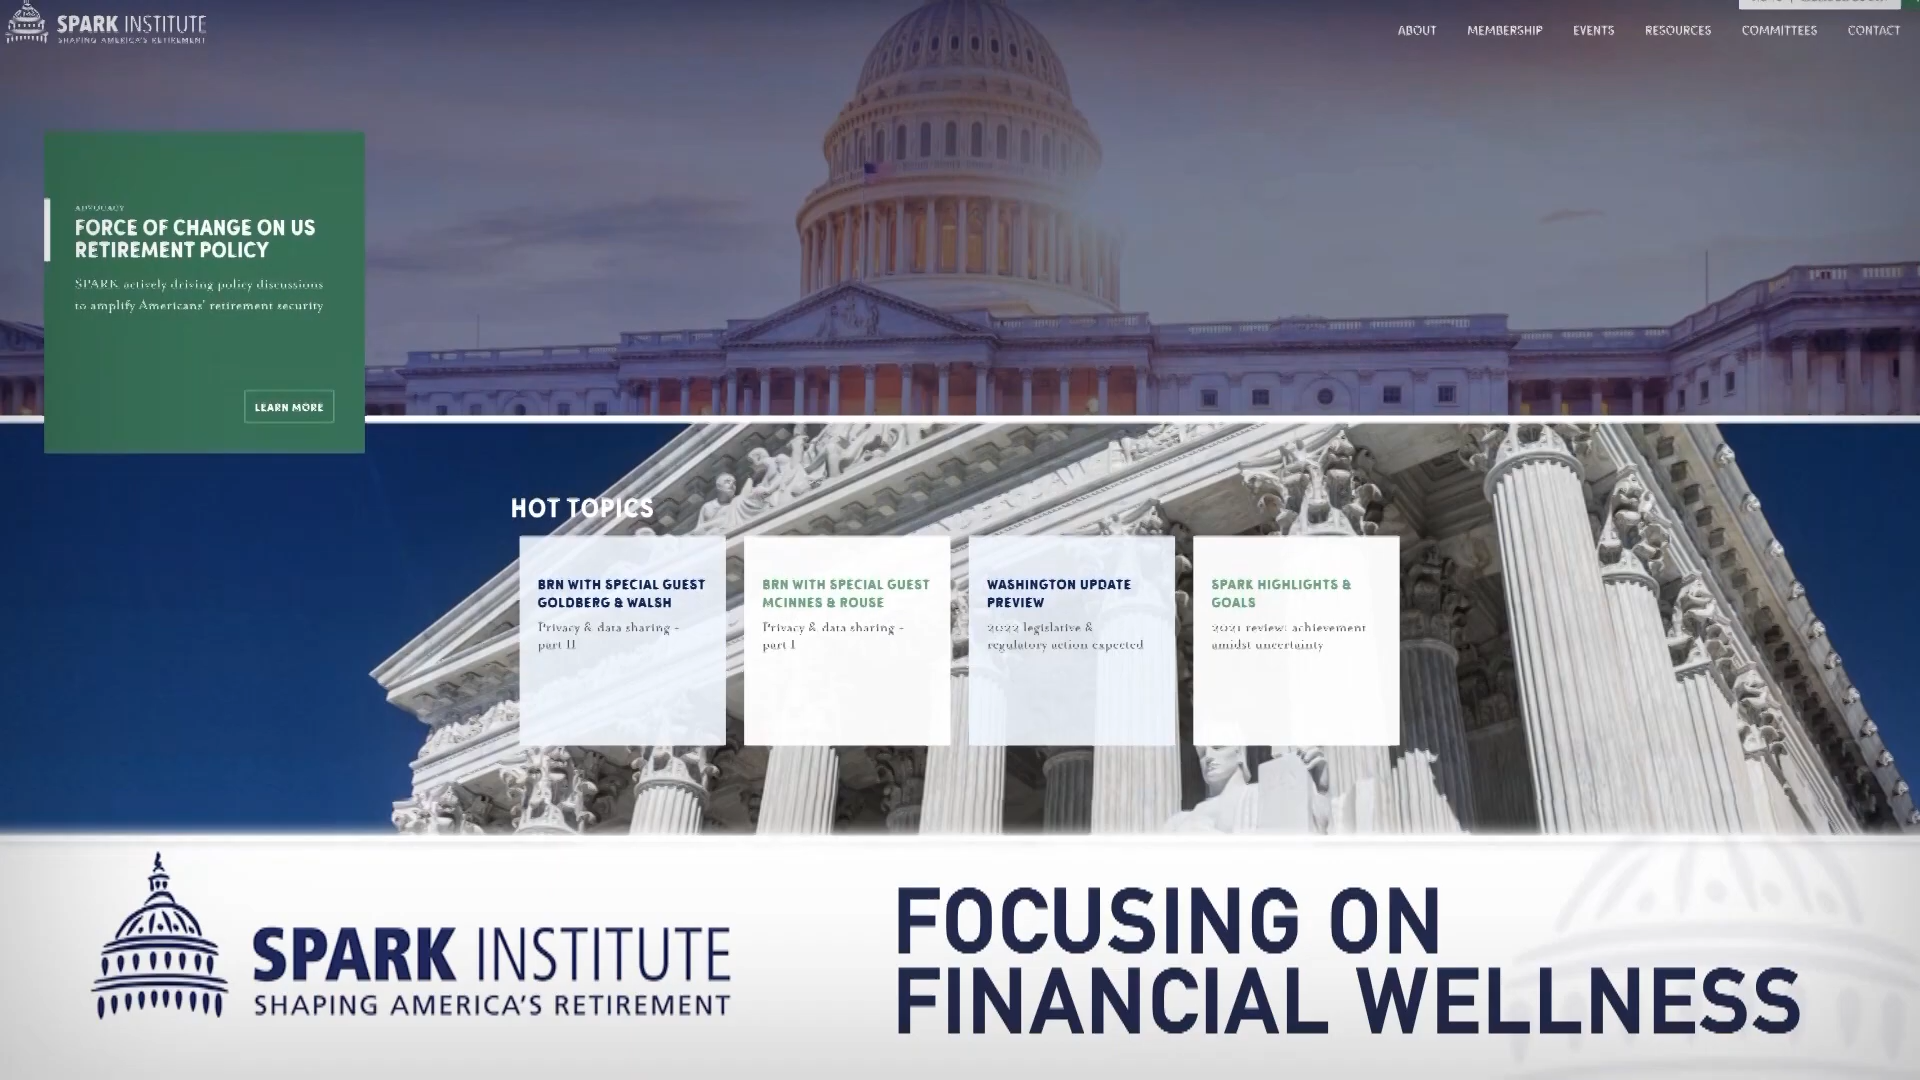 SPARK INSTITUTE
SHAPING AMERICA'S RETIREMENT
ABOUT MEMBERSHIP EVENTS RESOURCES COMMITTEES CONTACT
ADVOCACY
FORCE OF CHANGE ON US
RETIREMENT POLICY
SPARK actively driving policy discussions
to amplify Americans' retirement security
LEARN MORE
HOT TOPICS
BRN WITH SPECIAL GUEST
GOLDBERG & WALSH
Privacy & data sharing -
part II
BRN WITH SPECIAL GUEST
MCINNES & ROUSE
Privacy & data sharing -
part I
WASHINGTON UPDATE
PREVIEW
2022 legislative &
regulatory action expected
SPARK HIGHLIGHTS &
GOALS
2021 review: achievement
amidst uncertainty
SPARK INSTITUTE
SHAPING AMERICA'S RETIREMENT
FOCUSING ON
FINANCIAL WELLNESS